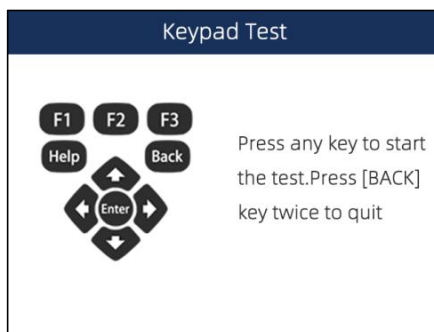 Keypad Test
F1 F2 F3
Help Back
Enter
Press any key to start
the test.Press [BACK]
key twice to quit